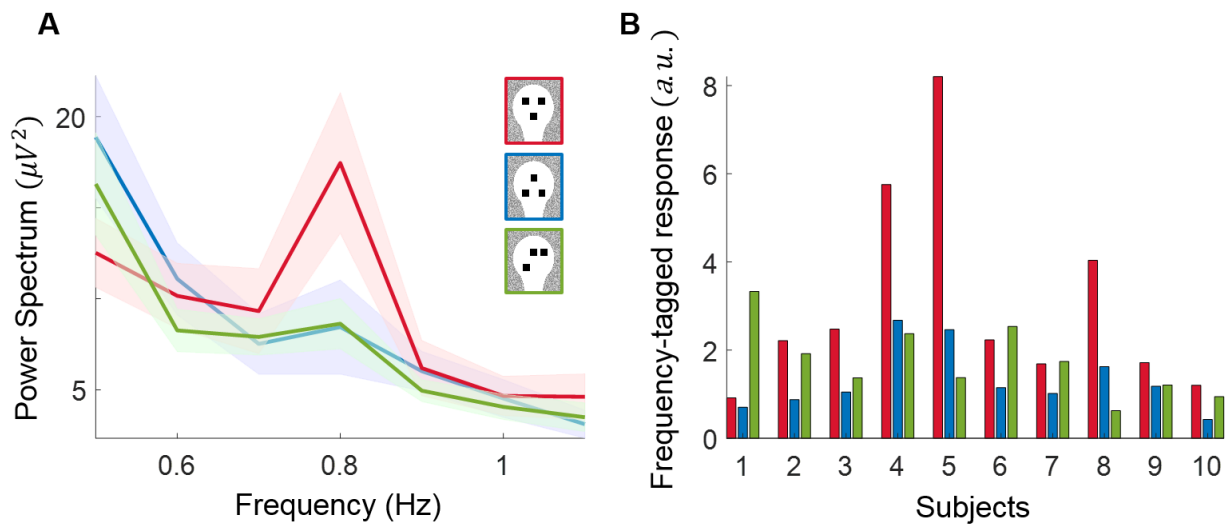 A
Power Spectrum (μV²)
20
5
0.6
0.8
1
Frequency (Hz)
B
Frequency-tagged response (a.u.)
8
6
4
2
0
1 2 3 4 5 6 7 8 9 10
Subjects